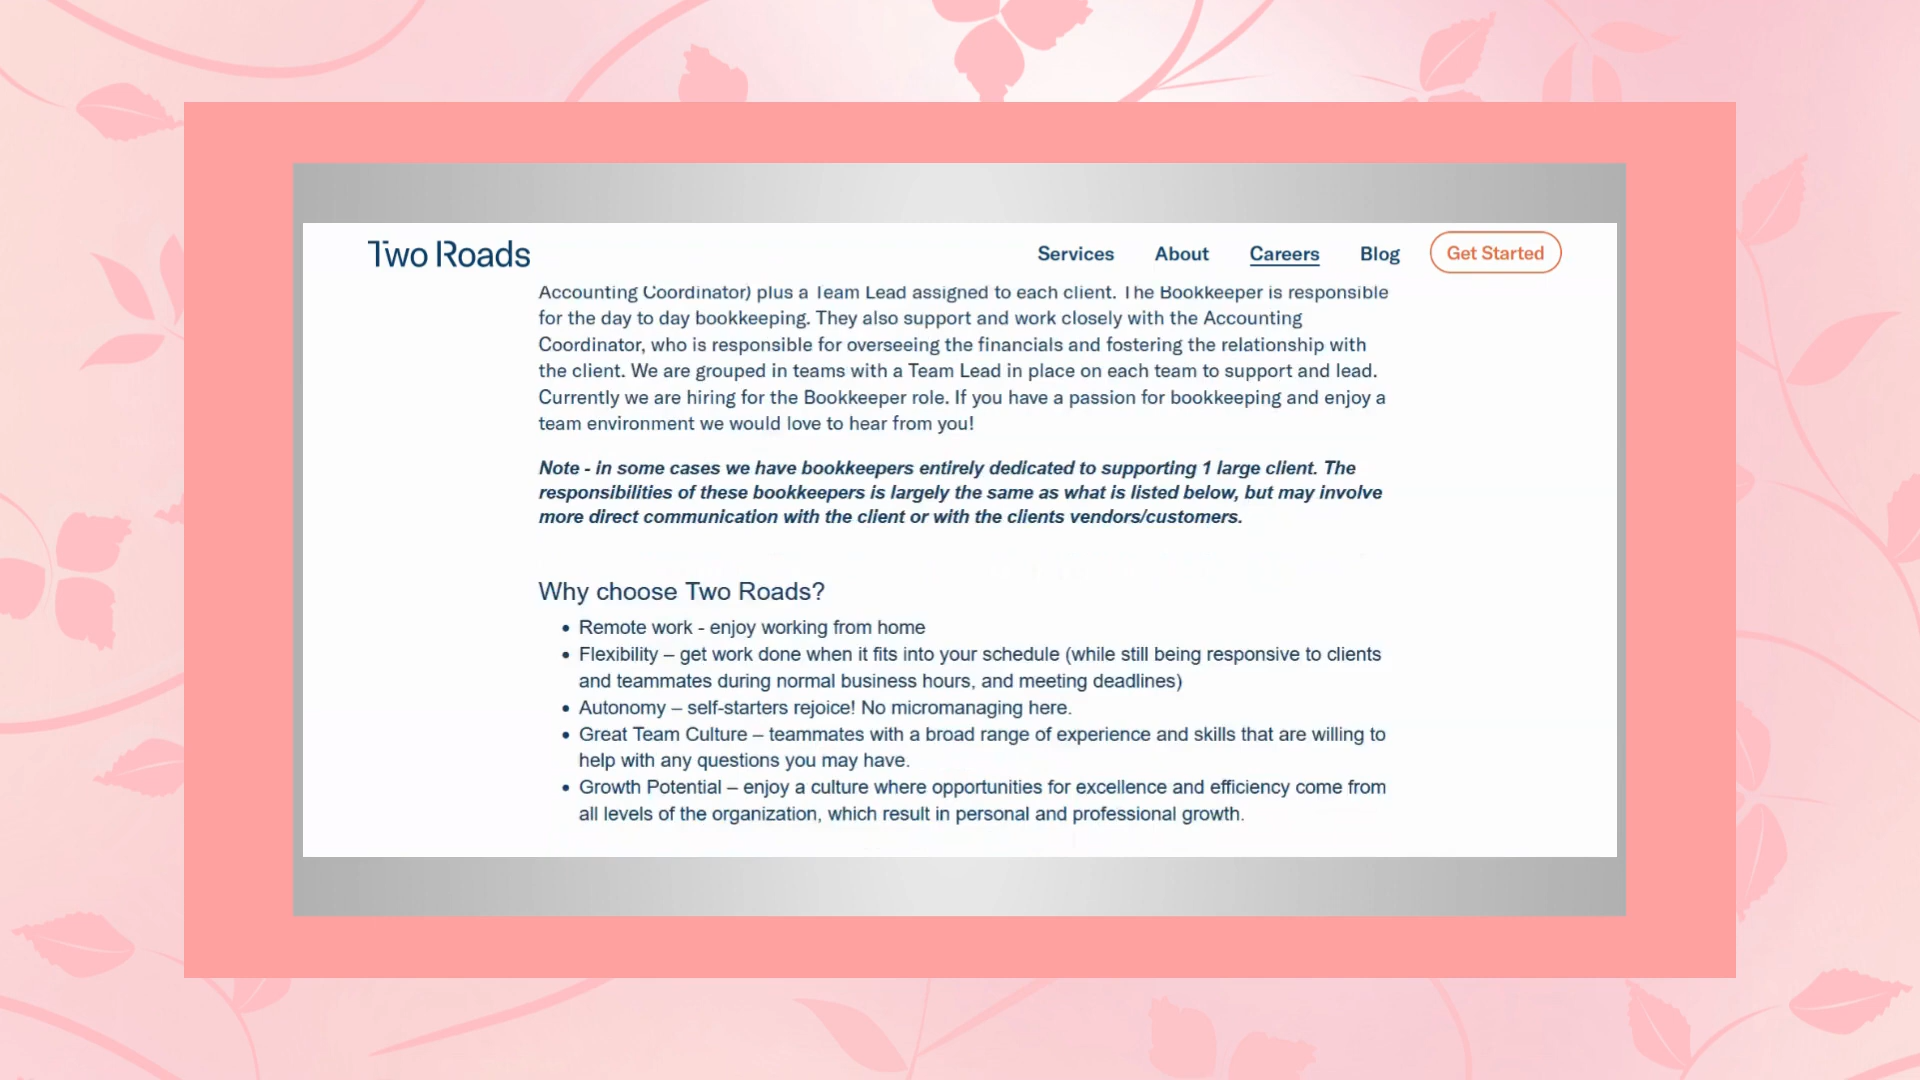 Two Roads
Services About Careers Blog Get Started
Accounting Coordinator) plus a Team Lead assigned to each client. The Bookkeeper is responsible
for the day to day bookkeeping. They also support and work closely with the Accounting
Coordinator, who is responsible for overseeing the financials and fostering the relationship with
the client. We are grouped in teams with a Team Lead in place on each team to support and lead.
Currently we are hiring for the Bookkeeper role. If you have a passion for bookkeeping and enjoy a
team environment we would love to hear from you!
Note - in some cases we have bookkeepers entirely dedicated to supporting 1 large client. The
responsibilities of these bookkeepers is largely the same as what is listed below, but may involve
more direct communication with the client or with the clients vendors/customers.
Why choose Two Roads?
• Remote work - enjoy working from home
• Flexibility – get work done when it fits into your schedule (while still being responsive to clients
and teammates during normal business hours, and meeting deadlines)
• Autonomy – self-starters rejoice! No micromanaging here.
• Great Team Culture – teammates with a broad range of experience and skills that are willing to
help with any questions you may have.
• Growth Potential – enjoy a culture where opportunities for excellence and efficiency come from
all levels of the organization, which result in personal and professional growth.